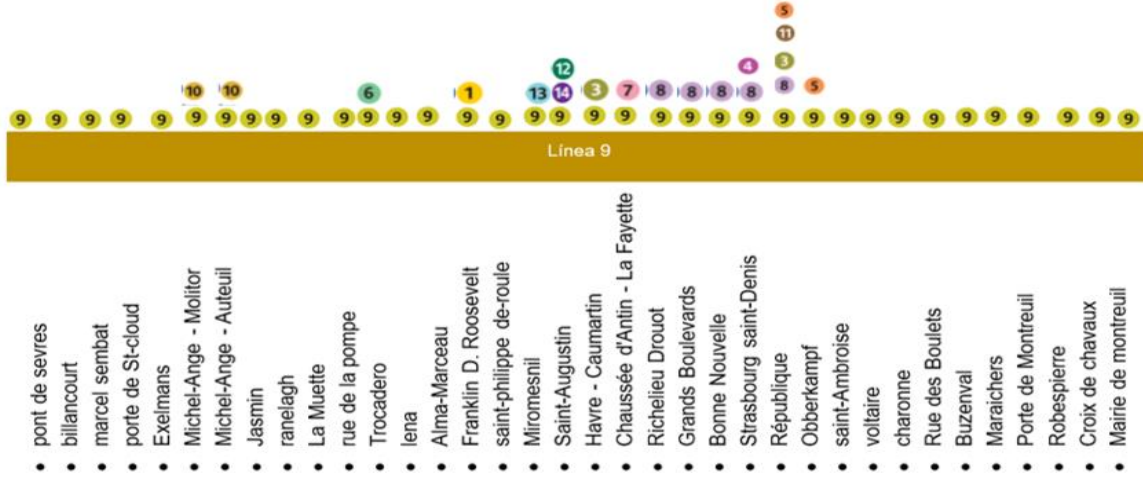 5
11
12 4 3
10 10 6 1 13 14 3 7 8 8 8 8 8 5
9 9 9 9 9 9 9 9 9 9 9 9 9 9 9 9 9 9 9 9 9 9 9 9 9 9 9 9 9 9 9 9 9 9 9 9
Línea 9
• pont de sevres
• billancourt
• marcel sembat
• porte de St-cloud
• Exelmans
• Michel-Ange - Molitor
• Michel-Ange - Auteuil
• Jasmin
• ranelagh
• La Muette
• rue de la pompe
• Trocadero
• Iena
• Alma-Marceau
• Franklin D. Roosevelt
• saint-philippe de-roule
• Miromesnil
• Saint-Augustin
• Havre - Caumartin
• Chaussée d'Antin - La Fayette
• Richelieu Drouot
• Grands Boulevards
• Bonne Nouvelle
• Strasbourg saint-Denis
• République
• Obberkampf
• saint-Ambroise
• voltaire
• charonne
• Rue des Boulets
• Buzenval
• Maraichers
• Porte de Montreuil
• Robespierre
• Croix de chavaux
• Mairie de montreuil